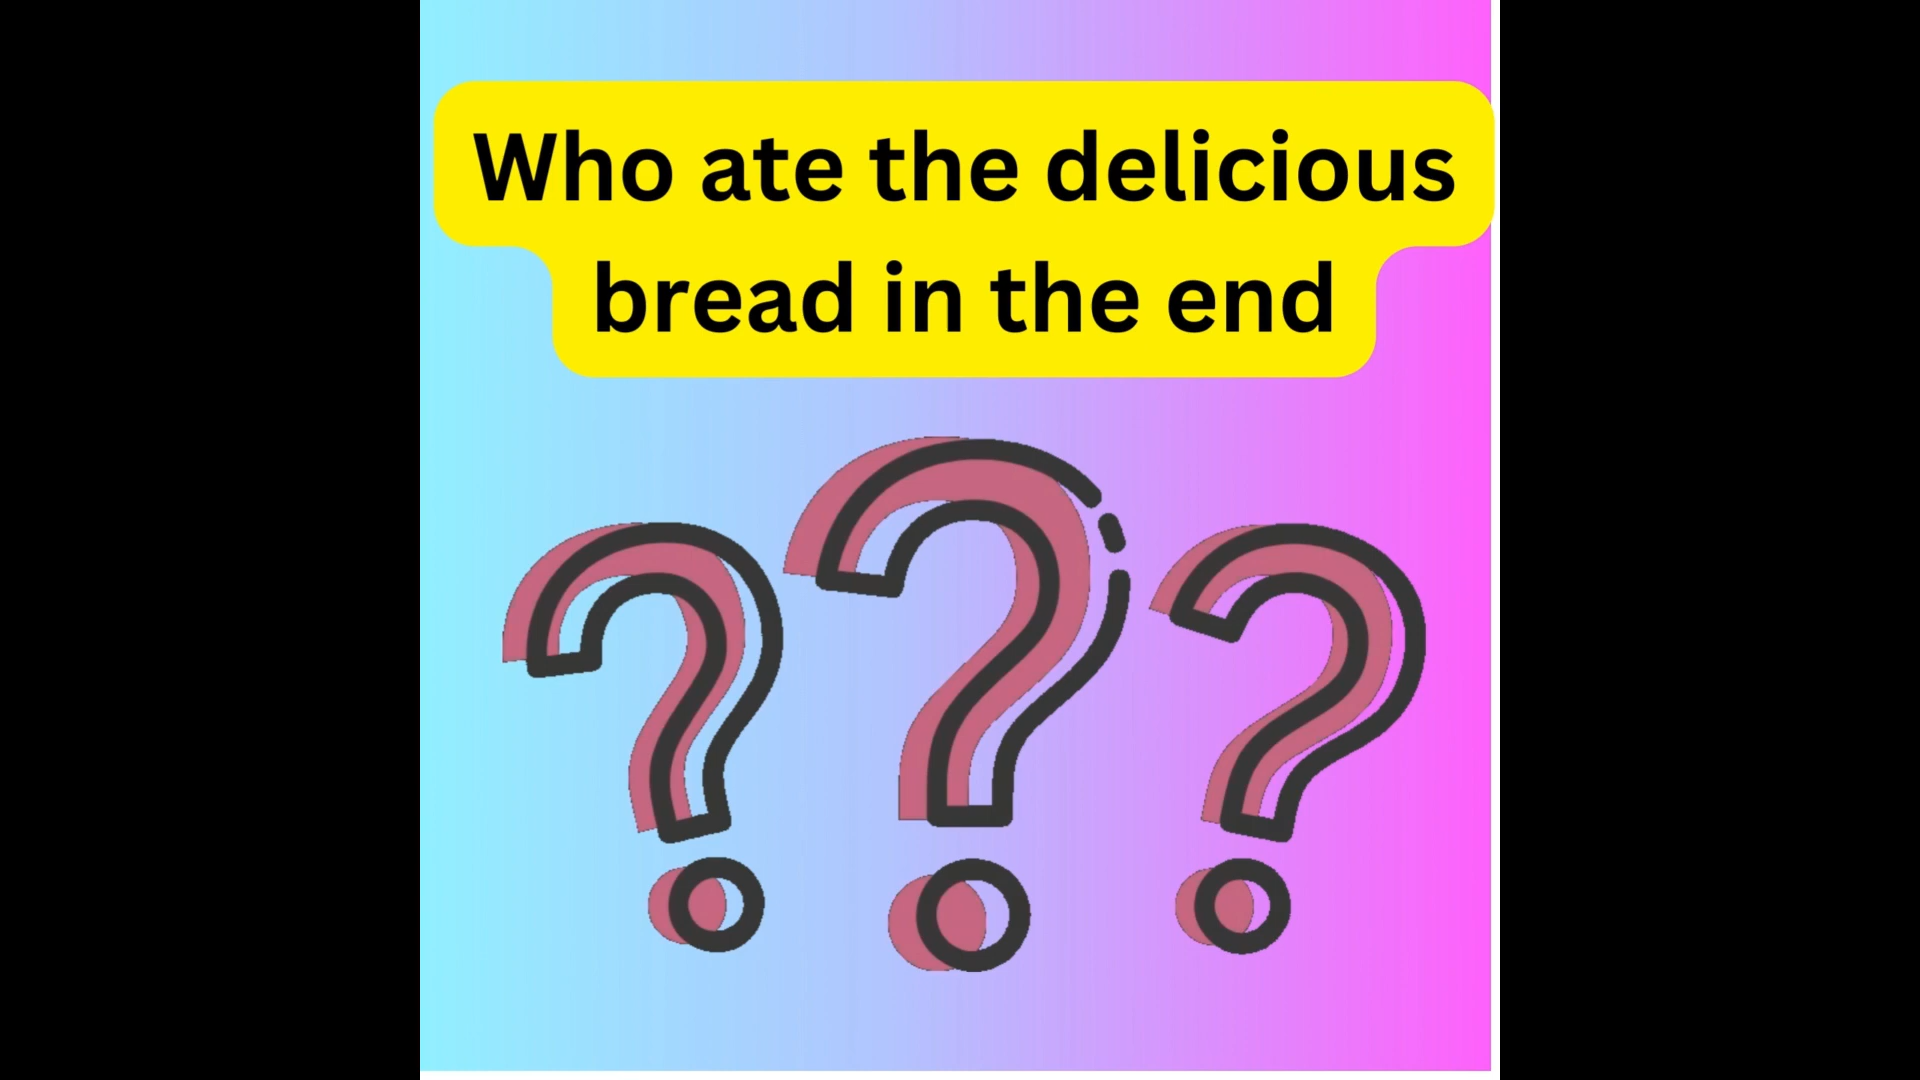 Who ate the delicious
bread in the end
???